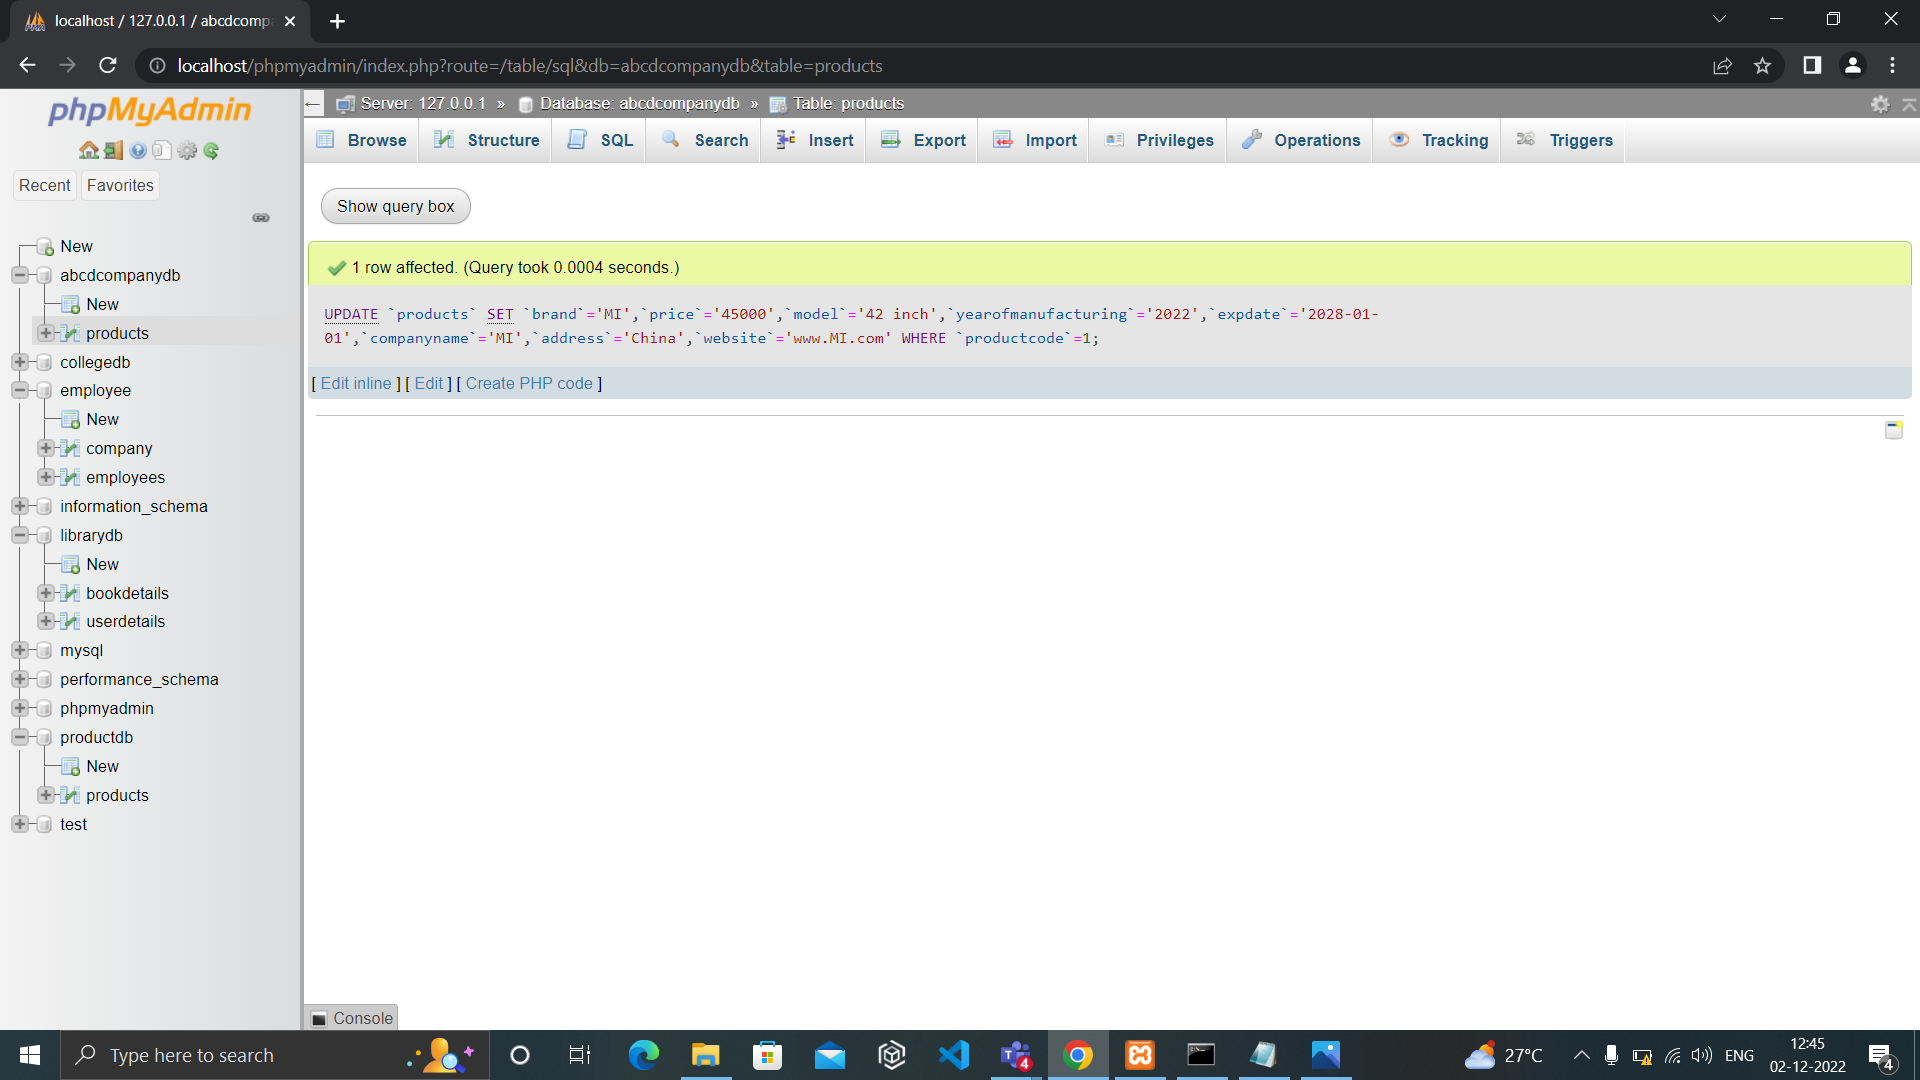 localhost / 127.0.0.1 / abcdcomp
localhost/phpmyadmin/index.php?route=/table/sql&db=abcdcompanydb&table=products
phpMyAdmin
Recent Favorites
New
abcdcompanydb
New
products
collegedb
employee
New
company
employees
information_schema
librarydb
New
bookdetails
userdetails
mysql
performance_schema
phpmyadmin
productdb
New
products
test
Server: 127.0.0.1 » Database: abcdcompanydb » Table: products
Browse Structure SQL Search Insert Export Import Privileges Operations Tracking Triggers
Show query box
1 row affected. (Query took 0.0004 seconds.)
UPDATE `products` SET `brand`='MI',`price`='45000',`model`='42 inch',`yearofmanufacturing`='2022',`expdate`='2028-01-
01',`companyname`='MI',`address`='China',`website`='www.MI.com' WHERE `productcode`=1;
[ Edit inline ] [ Edit ] [ Create PHP code ]
Console
Type here to search
4
27°C
ENG
12:45
02-12-2022
4